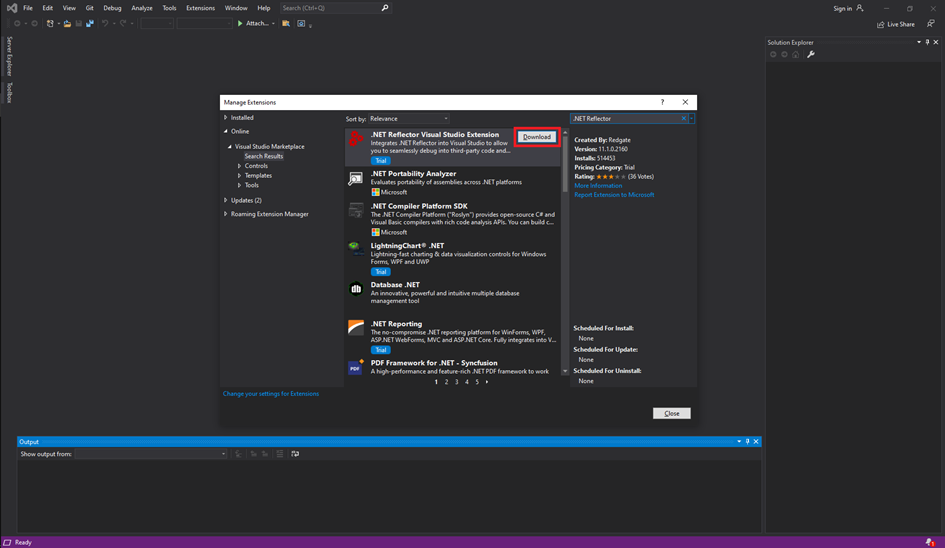 File Edit View Git Debug Analyze Tools Extensions Window Help Search (Ctrl+Q) Sign in
Attach... Live Share
Server Explorer
Toolbox
Solution Explorer
Manage Extensions ? ✕
Installed
Online
Visual Studio Marketplace
Search Results
Controls
Templates
Tools
Updates (2)
Roaming Extension Manager
Change your settings for Extensions
Sort by: Relevance
.NET Reflector Visual Studio Extension
Integrates .NET Reflector into Visual Studio to allow
you to seamlessly debug into third-party code and...
Trial
Download
.NET Portability Analyzer
Evaluates portability of assemblies across .NET platforms
Microsoft
.NET Compiler Platform SDK
The .NET Compiler Platform ("Roslyn") provides open-source C# and
Visual Basic compilers with rich code analysis APIs. You can build c...
Microsoft
LightningChart® .NET
Lightning-fast charting & data visualization controls for Windows
Forms, WPF and UWP
Trial
Database .NET
An innovative, powerful and intuitive multiple database
management tool
.NET Reporting
The no-compromise .NET reporting platform for WinForms, WPF,
ASP.NET WebForms, MVC and ASP.NET Core. Fully integrates into V...
Trial
PDF
PDF Framework for .NET - Syncfusion
A high-performance and feature-rich .NET PDF framework to work
1 2 3 4 5
.NET Reflector
Created By: Redgate
Version: 11.1.0.2160
Installs: 514453
Pricing Category: Trial
Rating: (36 Votes)
More Information
Report Extension to Microsoft
Scheduled For Install:
None
Scheduled For Update:
None
Scheduled For Uninstall:
None
Close
Output
Show output from:
Ready